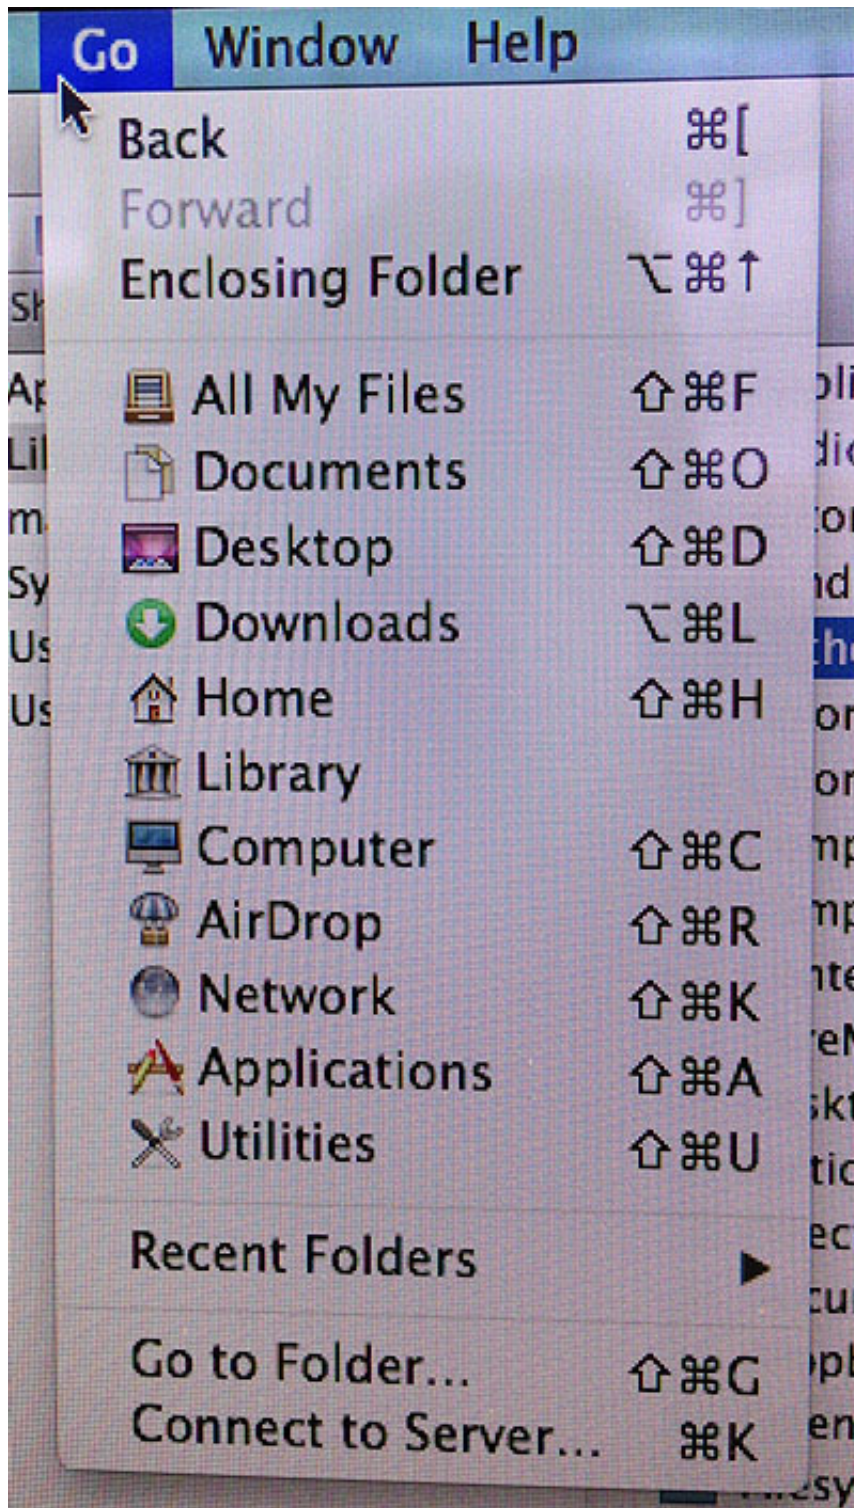 Go Window Help
Back ⌘[
Forward ⌘]
Enclosing Folder ⌥⌘↑
All My Files ⇧⌘F
Documents ⇧⌘O
Desktop ⇧⌘D
Downloads ⌥⌘L
Home ⇧⌘H
Library
Computer ⇧⌘C
AirDrop ⇧⌘R
Network ⇧⌘K
Applications ⇧⌘A
Utilities ⇧⌘U
Recent Folders ▶
Go to Folder... ⇧⌘G
Connect to Server... ⌘K